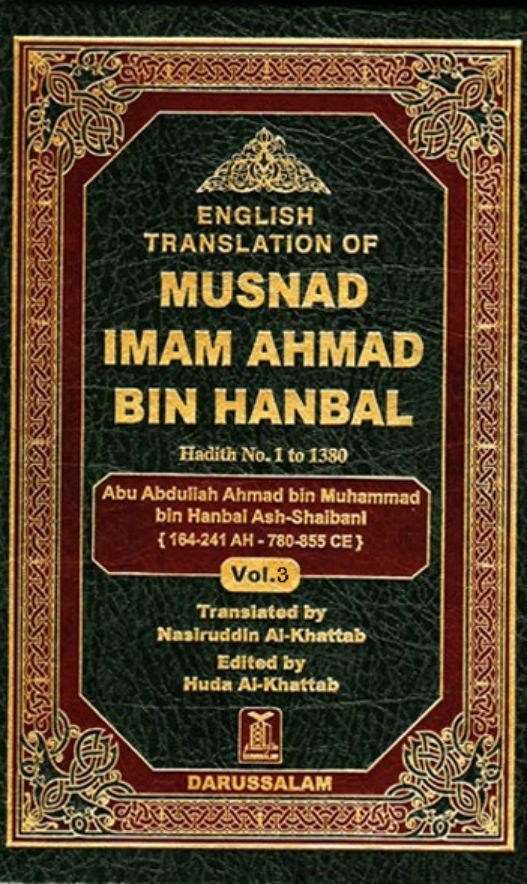 ENGLISH
TRANSLATION OF
MUSNAD
IMAM AHMAD
BIN HANBAL
Hadith No. 1 to 1380
Abu Abdullah Ahmad bin Muhammad
bin Hanbal Ash-Shaibani
{ 164-241 AH - 780-855 CE }
Vol.3
Translated by
Nasiruddin Al-Khattab
Edited by
Huda Al-Khattab
DARUSSALAM
DARUSSALAM